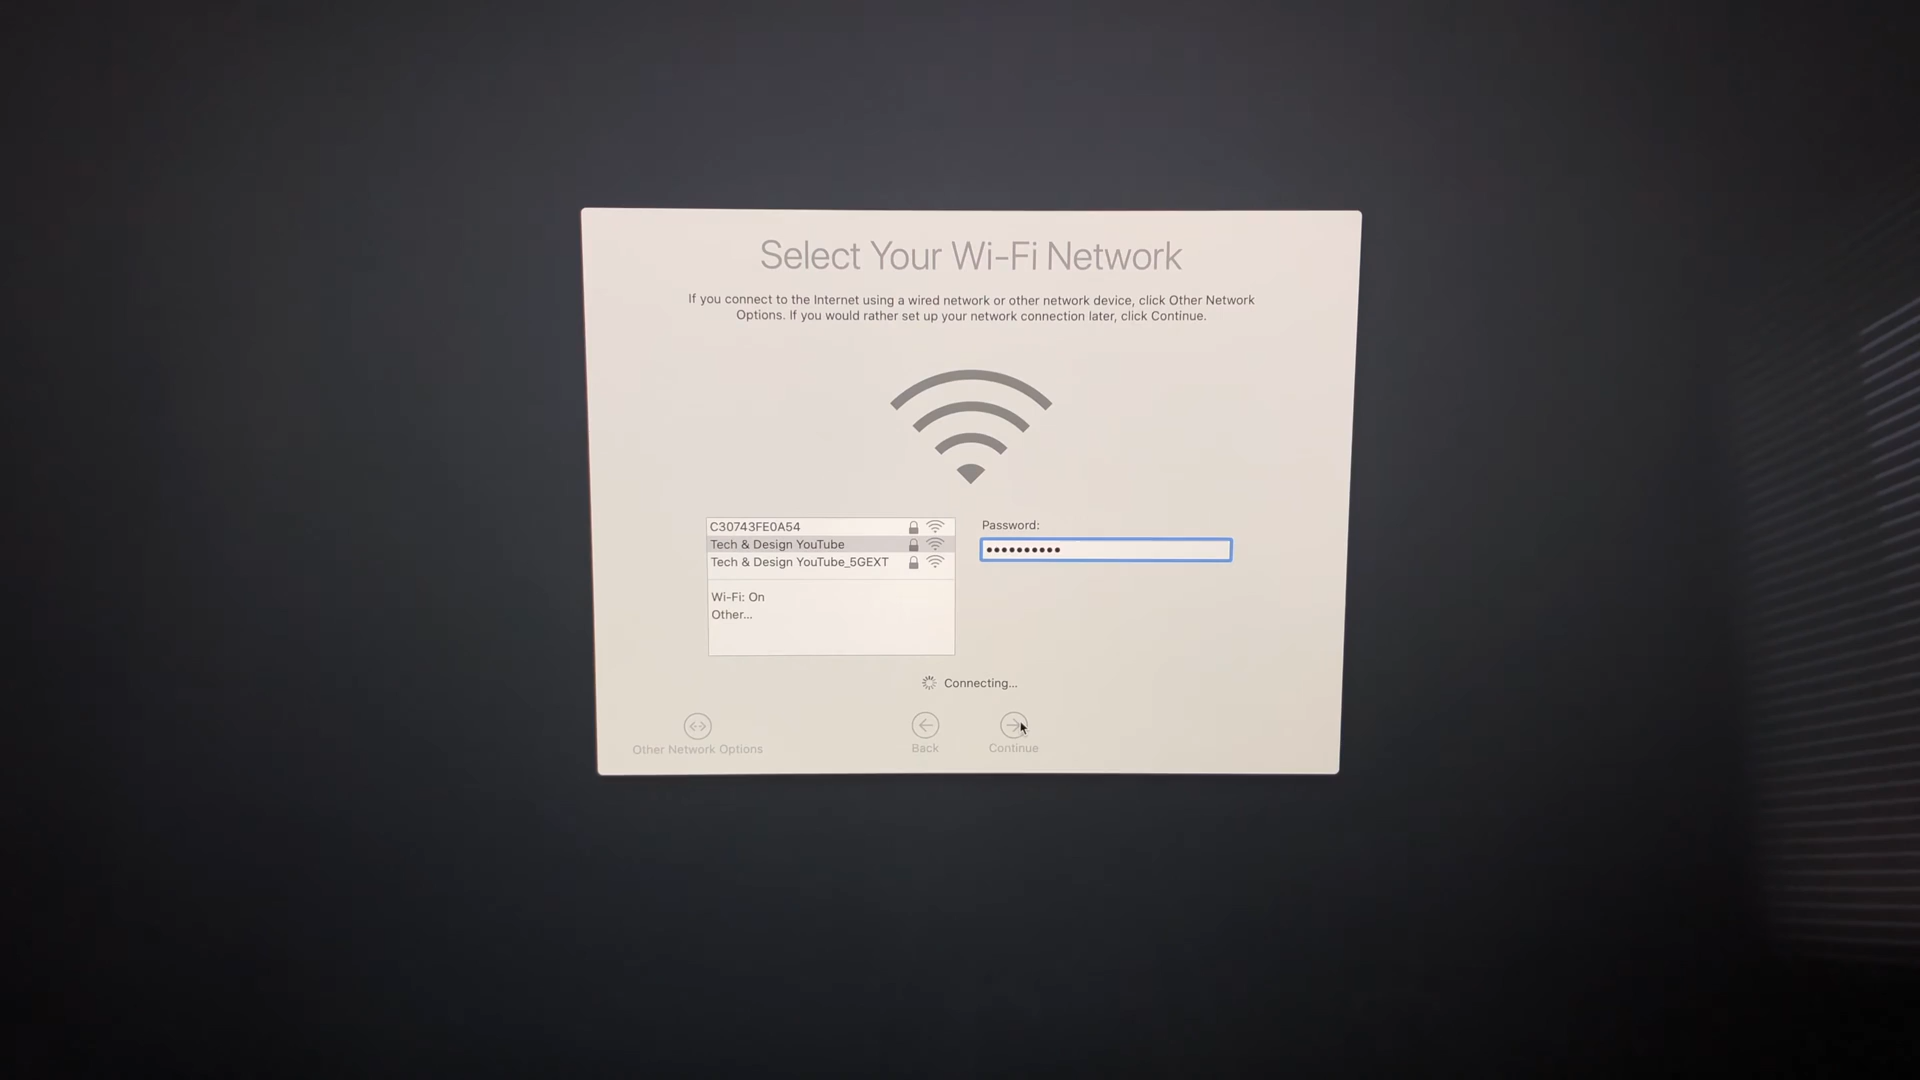 Select Your Wi-Fi Network
If you connect to the Internet using a wired network or other network device, click Other Network
Options. If you would rather set up your network connection later, click Continue.
C30743FE0A54
Tech & Design YouTube
Tech & Design YouTube_5GEXT
Wi-Fi: On
Other...
Password:
••••••••••
Connecting...
Other Network Options
Back
Continue